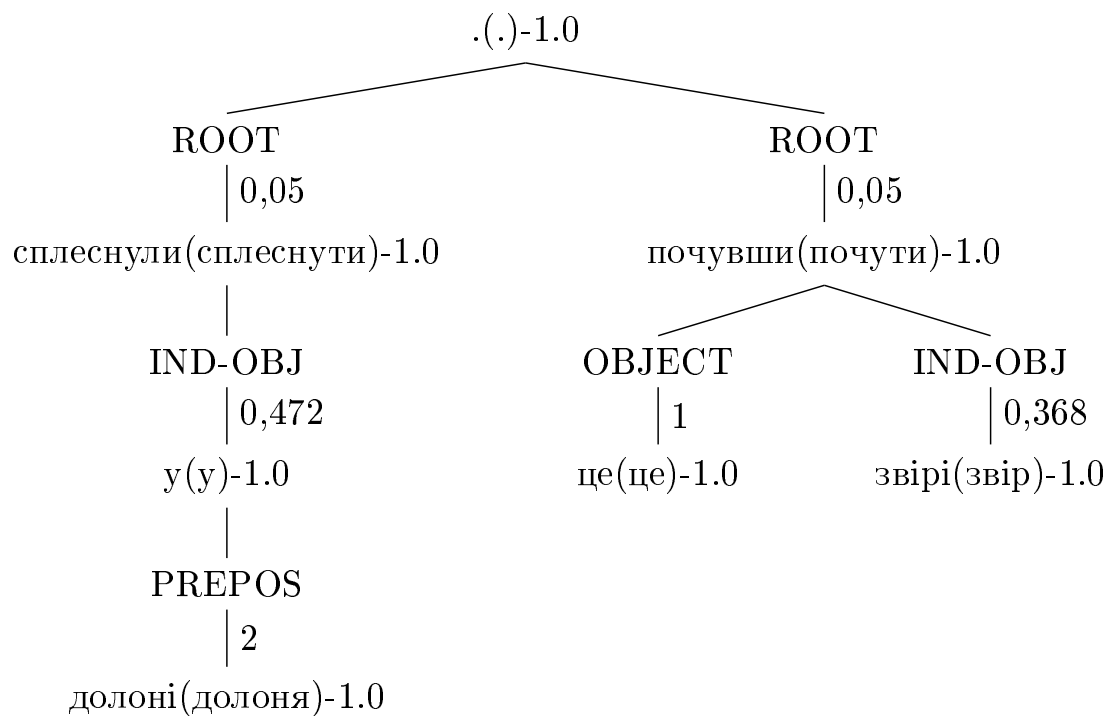 .(.)-1.0
ROOT ROOT
0,05 0,05
сплеснули(сплеснути)-1.0 почувши(почути)-1.0
IND-OBJ OBJECT IND-OBJ
0,472 1 0,368
у(у)-1.0 це(це)-1.0 звірі(звір)-1.0
PREPOS
2
долоні(долоня)-1.0